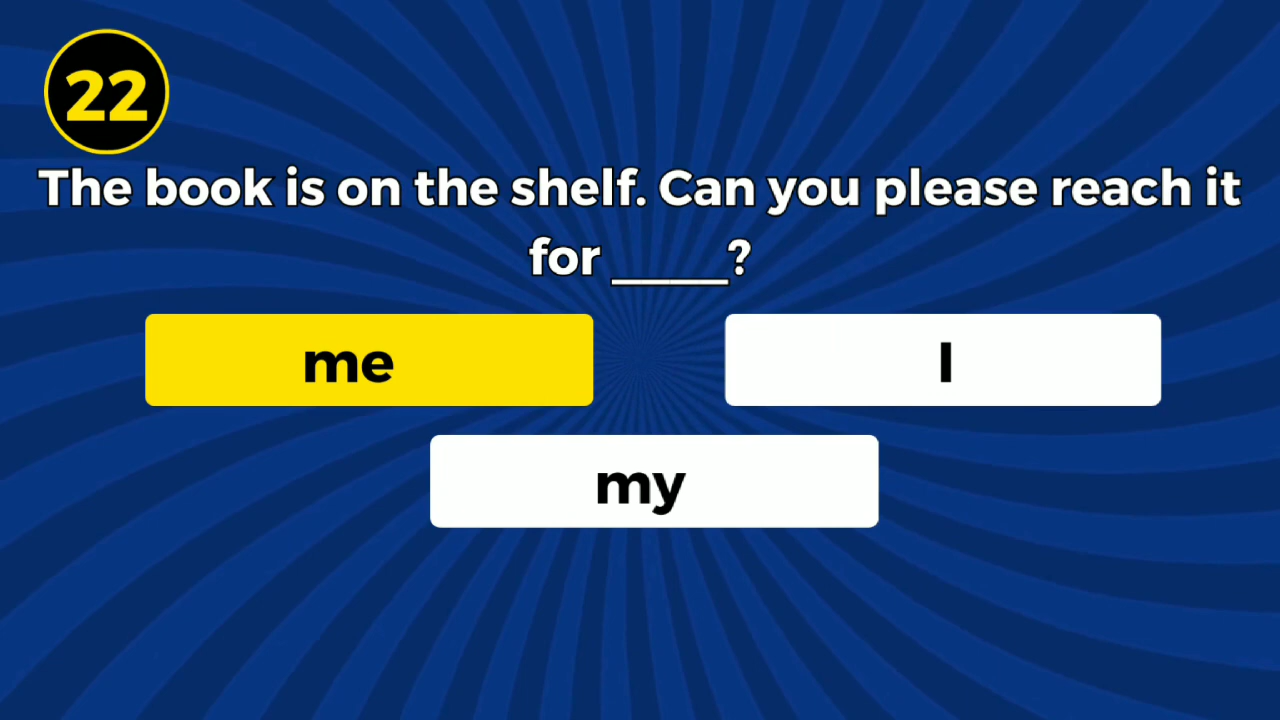 22
The book is on the shelf. Can you please reach it
for _____?
me
I
my